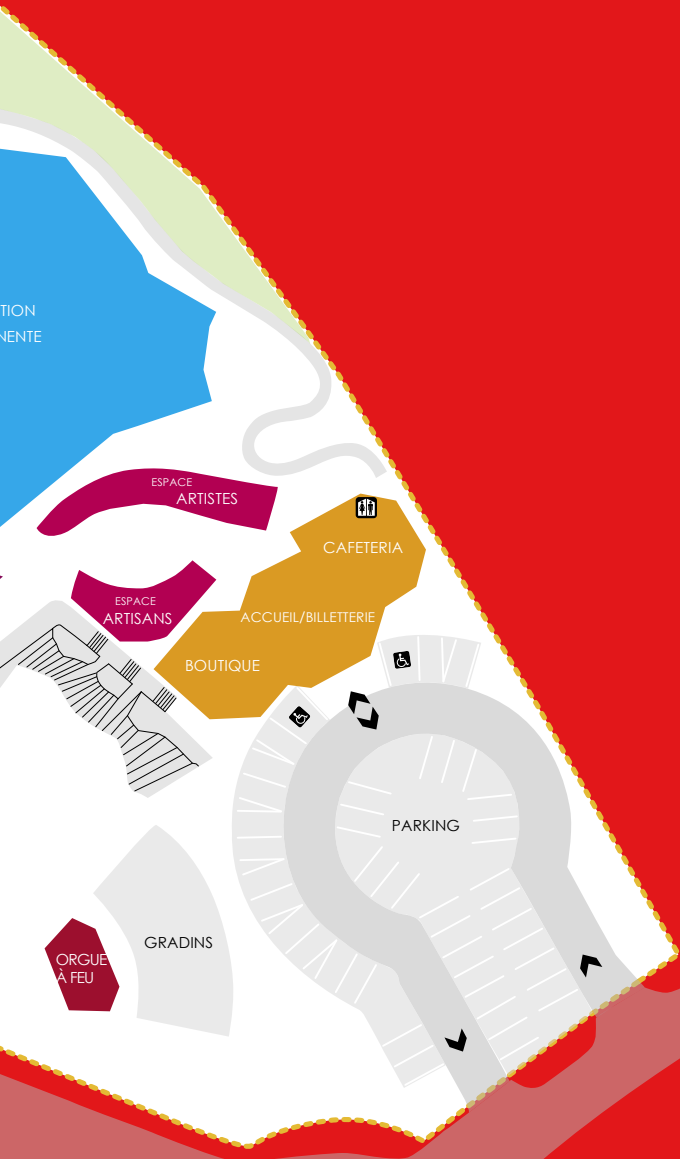 TION
NENTE
ESPACE
ARTISTES
CAFETERIA
ESPACE
ARTISANS
ACCUEIL/BILLETTERIE
BOUTIQUE
PARKING
GRADINS
ORGUE
À FEU